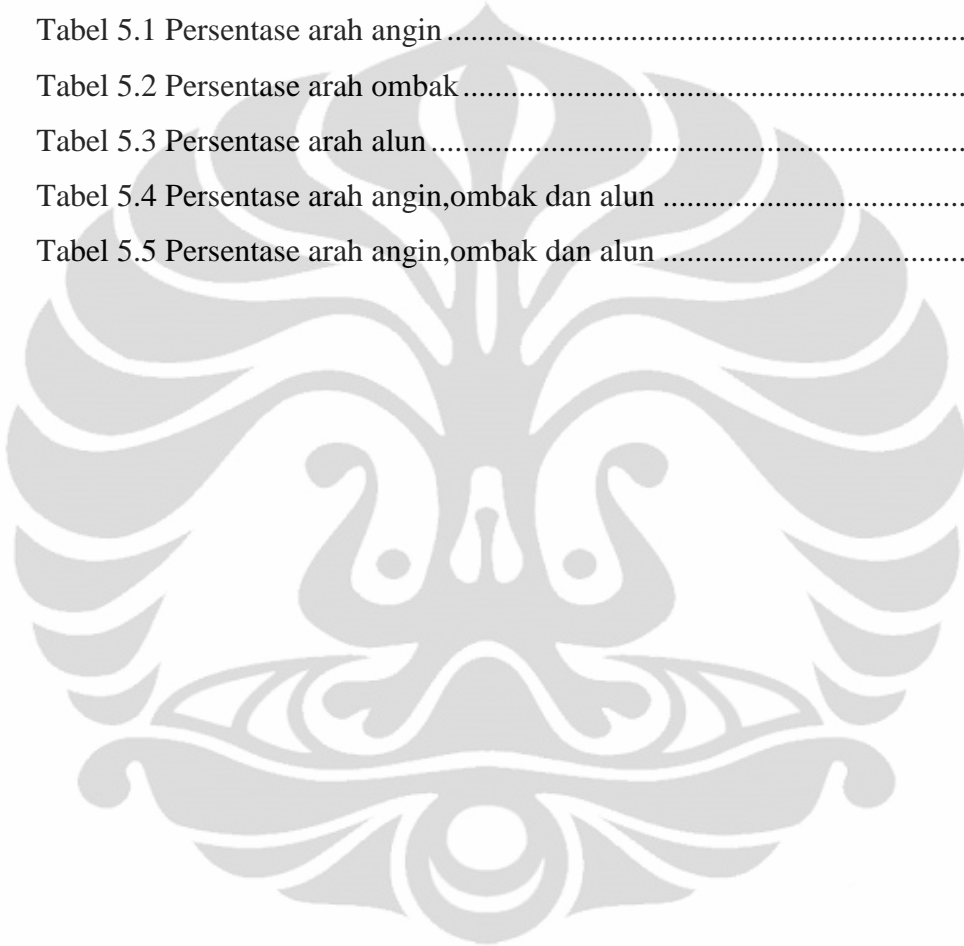 Tabel 5.1 Persentase arah angin ....................................................................
Tabel 5.2 Persentase arah ombak ..................................................................
Tabel 5.3 Persentase arah alun ......................................................................
Tabel 5.4 Persentase arah angin,ombak dan alun ........................................
Tabel 5.5 Persentase arah angin,ombak dan alun ........................................